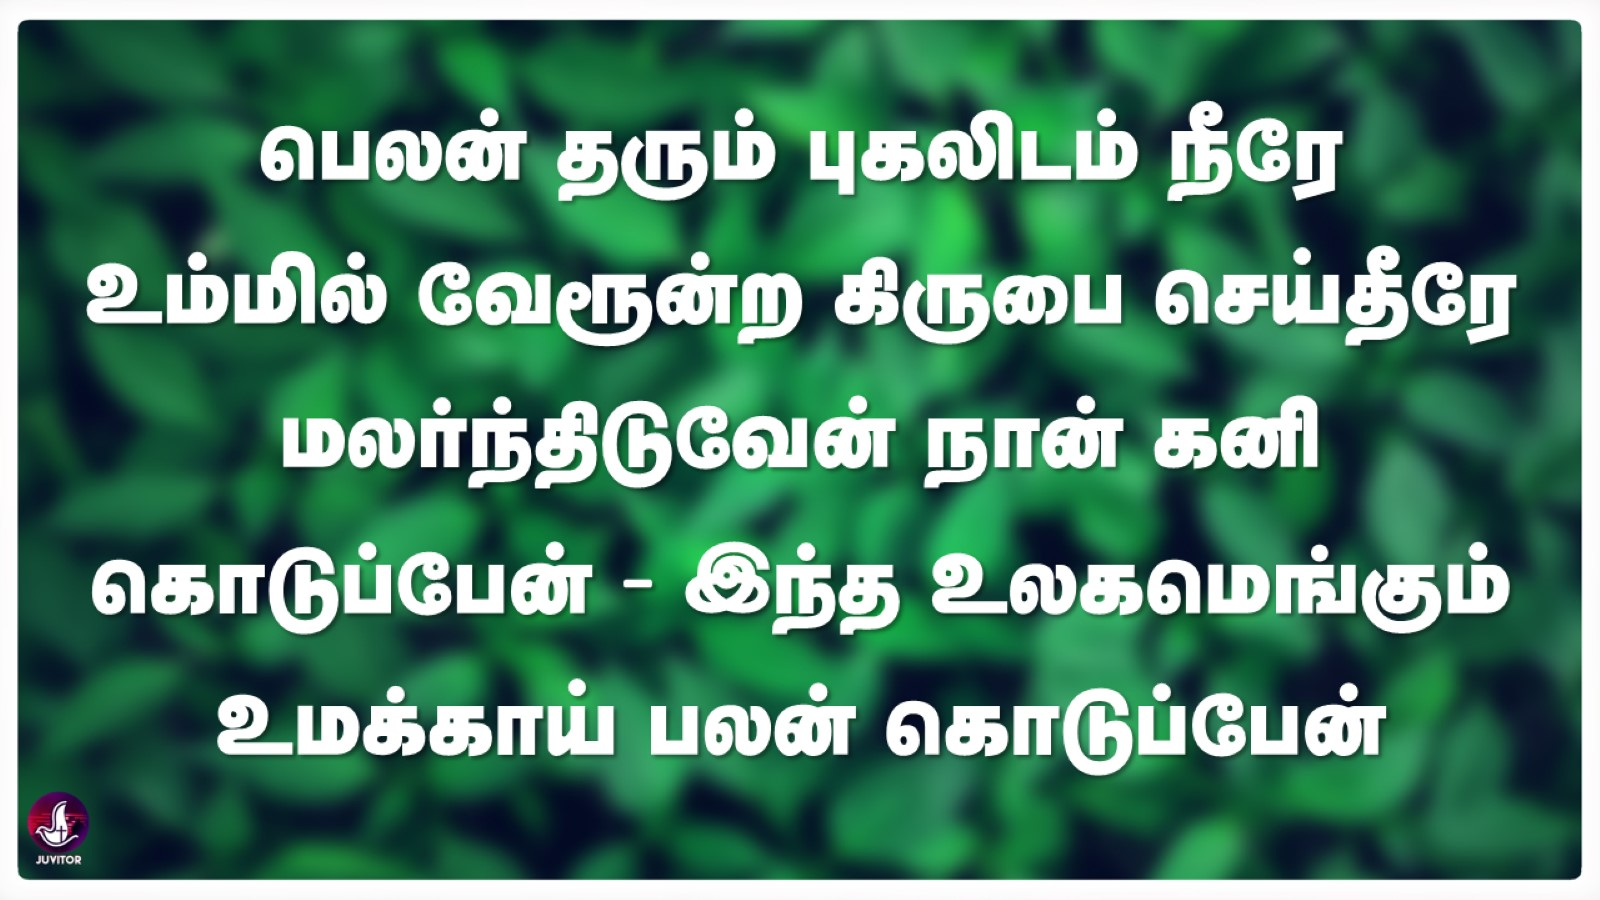 பெலன் தரும் புகலிடம் நீரே
உம்மில் வேரூன்ற கிருபை செய்தீரே
மலர்ந்திடுவேன் நான் கனி
கொடுப்பேன் - இந்த உலகமெங்கும்
உமக்காய் பலன் கொடுப்பேன்
JUVITOR